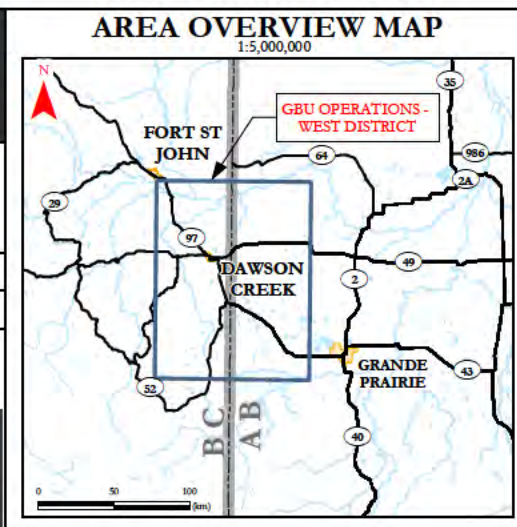 AREA OVERVIEW MAP
1:5,000,000
N
35
GBU OPERATIONS -
WEST DISTRICT
FORT ST
JOHN
64
986
2A
29
97
49
DAWSON
CREEK
2
GRANDE
PRAIRIE
43
52
BC
AB
40
0 50 100
(km)